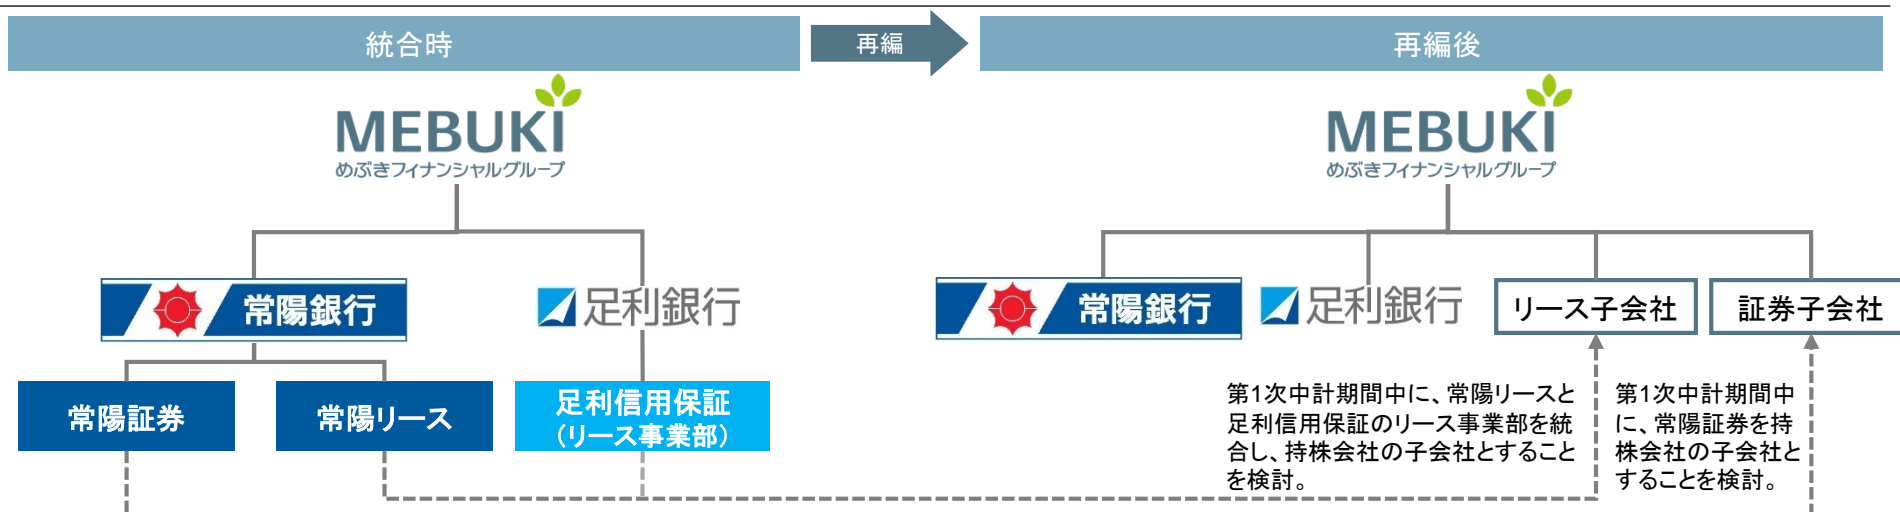 統合時
再編
再編後
MEBUKI
めぶきフィナンシャルグループ
MEBUKI
めぶきフィナンシャルグループ
常陽銀行
足利銀行
常陽銀行
足利銀行
リース子会社
証券子会社
常陽証券
常陽リース
足利信用保証
(リース事業部)
第1次中計期間中に、常陽リースと
足利信用保証のリース事業部を統
合し、持株会社の子会社とすること
を検討。
第1次中計期間中
に、常陽証券を持
株会社の子会社と
することを検討。